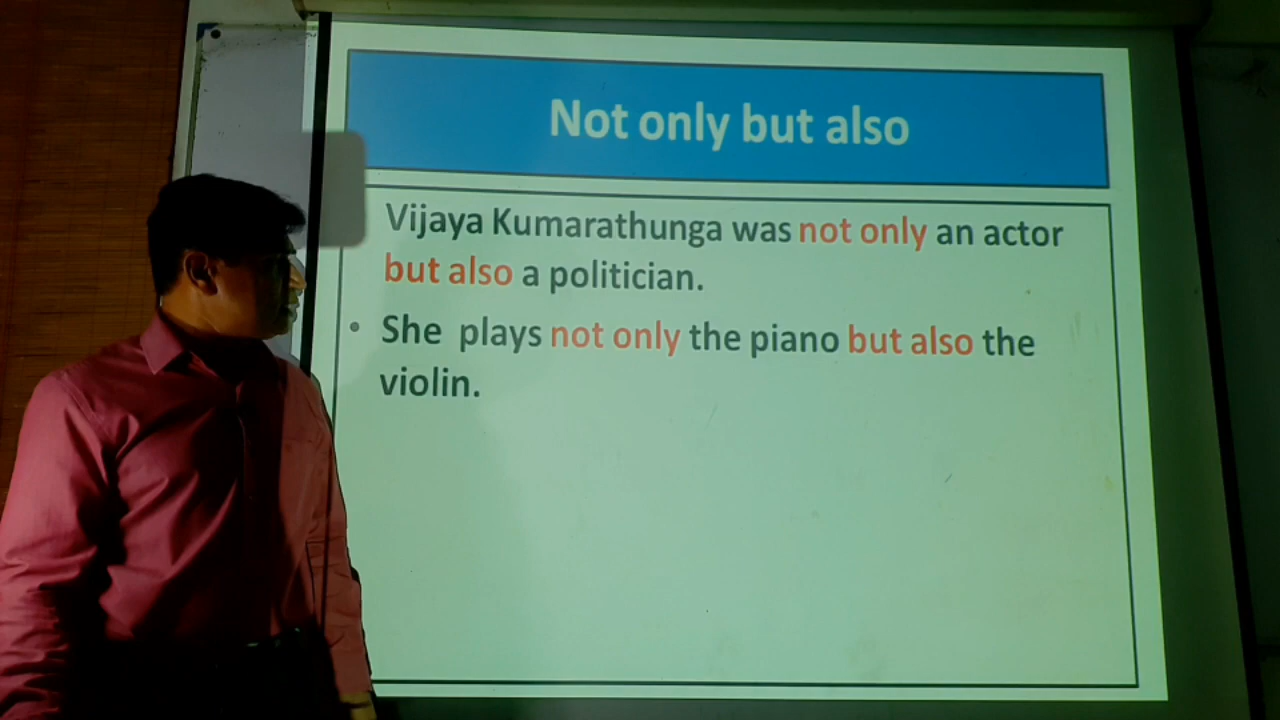 Not only but also
Vijaya Kumarathunga was not only an actor
but also a politician.
• She plays not only the piano but also the
violin.